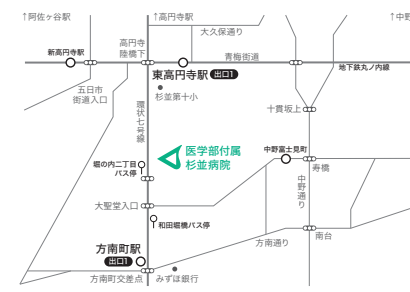 ↑阿佐ヶ谷駅
↑高円寺駅
↑中野
大久保通り
高円寺
陸橋下
新高円寺駅
青梅街道
地下鉄丸ノ内線
東高円寺駅 出口1
五日市
街道入口
杉並第十小
環状七号線
十貫坂上
医学部付属
杉並病院
中野富士見町
堀の内二丁目
バス停
寿橋
中野通り
大聖堂入口
和田堀橋バス停
南台
方南通り
方南町駅
出口1
方南町交差点
みずほ銀行